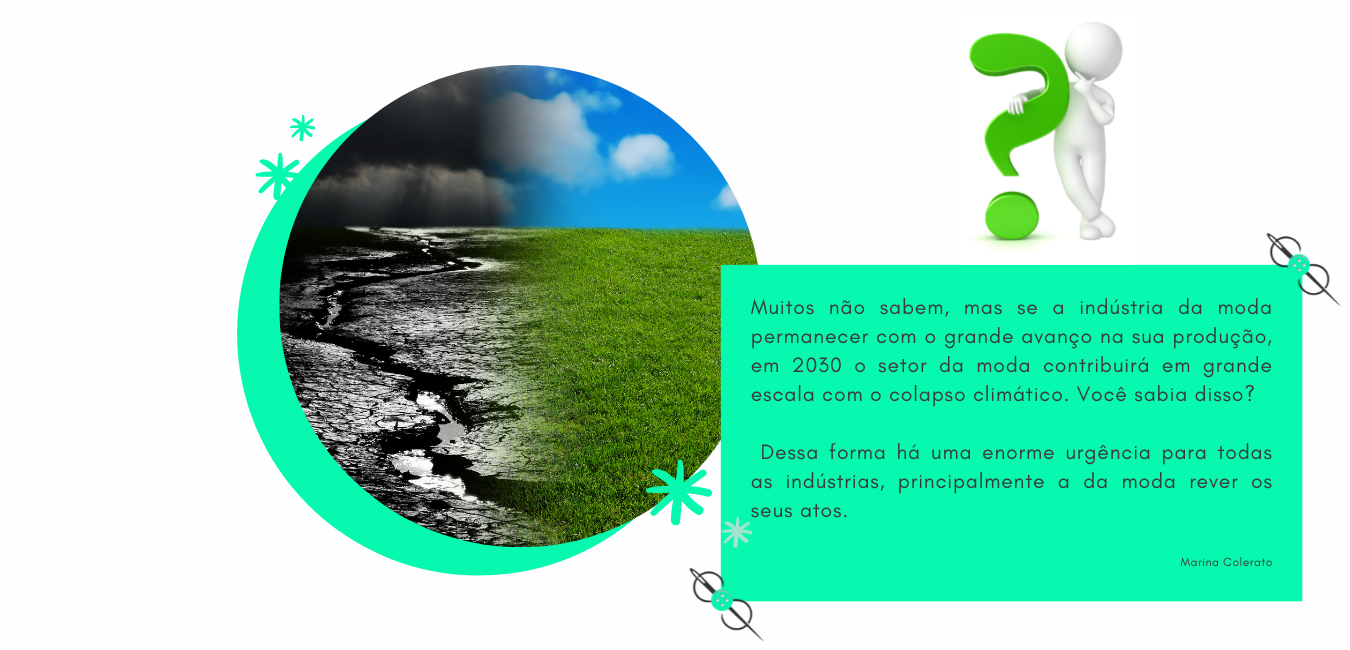 Muitos não sabem, mas se a indústria da moda
permanecer com o grande avanço na sua produção,
em 2030 o setor da moda contribuirá em grande
escala com o colapso climático. Você sabia disso?
Dessa forma há uma enorme urgência para todas
as indústrias, principalmente a da moda rever os
seus atos.
Marina Colerato